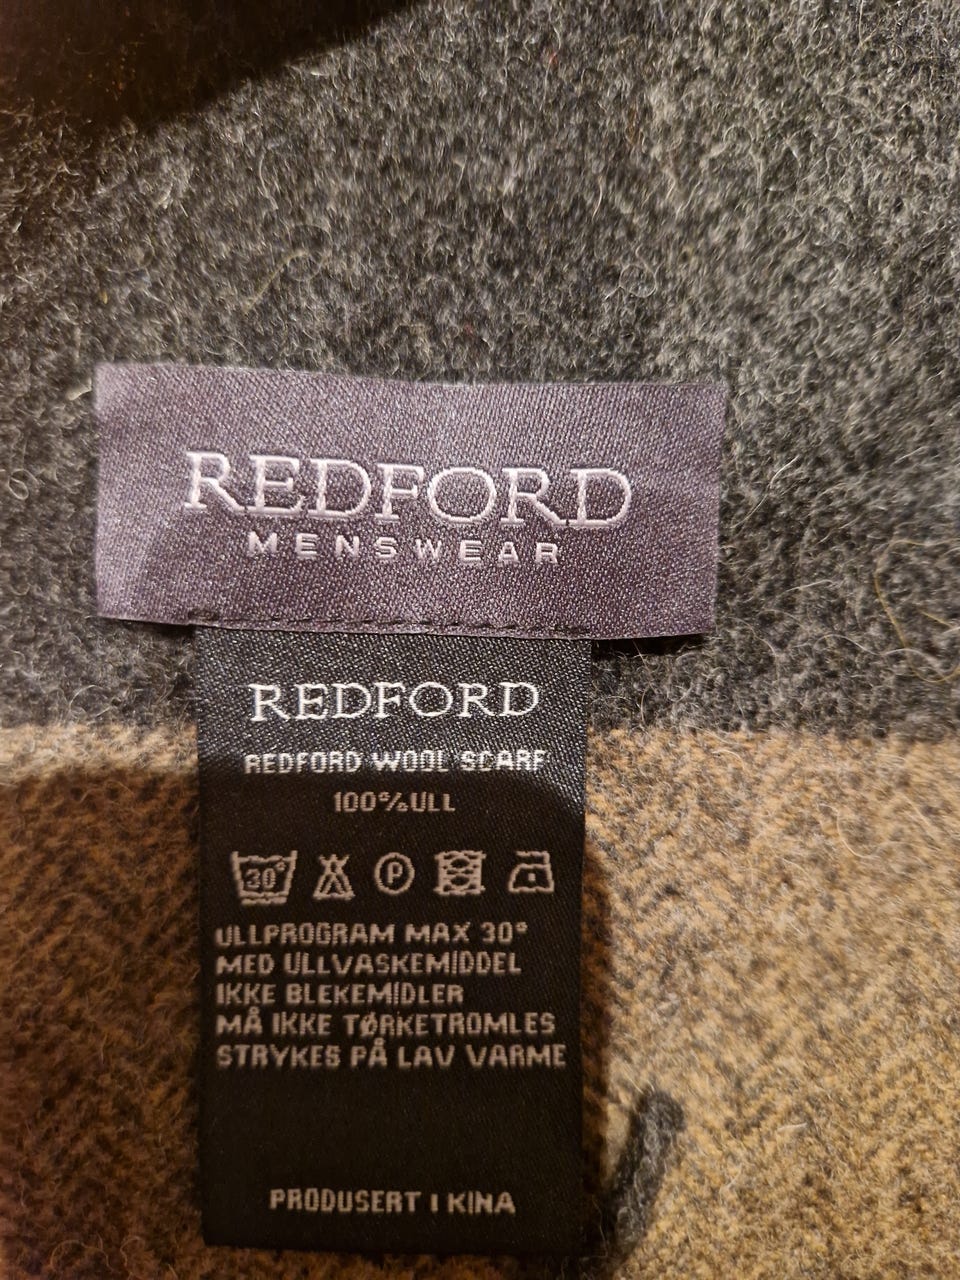 REDFORD
MENSWEAR
REDFORD
REDFORD WOOL SCARF
100% ULL
30° P
ULLPROGRAM MAX 30°
MED ULLVASKEMIDDEL
IKKE BLEKEMIDLER
MÅ IKKE TØRKETROMLES
STRYKES PÅ LAV VARME
PRODUSERT I KINA